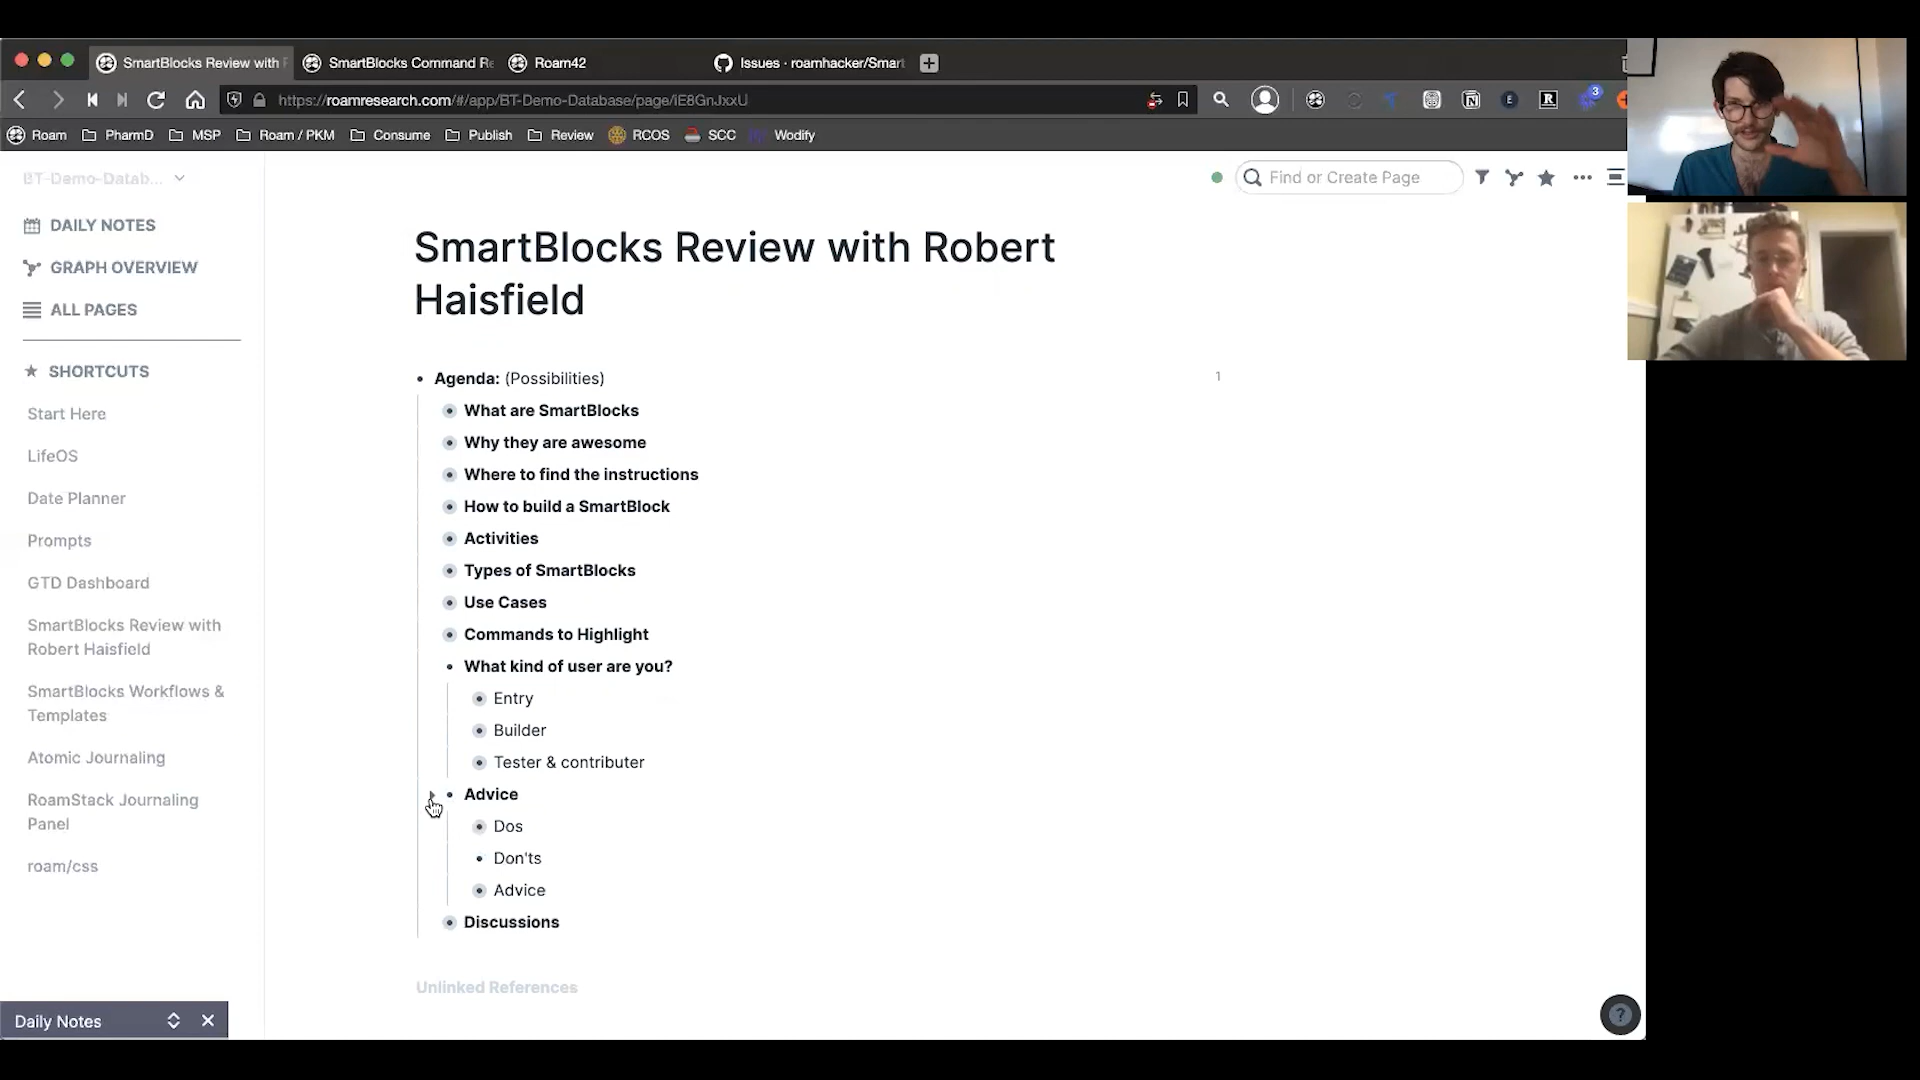 SmartBlocks Review with R
SmartBlocks Command Re
Roam42
Issues · roamhacker/Smart
https://roamresearch.com/#/app/BT-Demo-Database/page/iE8GnJxxU
3
Roam
PharmD
MSP
Roam / PKM
Consume
Publish
Review
RCOS
SCC
Wodify
BT-Demo-Datab...
Find or Create Page
DAILY NOTES
GRAPH OVERVIEW
ALL PAGES
SHORTCUTS
Start Here
LifeOS
Date Planner
Prompts
GTD Dashboard
SmartBlocks Review with
Robert Haisfield
SmartBlocks Workflows &
Templates
Atomic Journaling
RoamStack Journaling
Panel
roam/css
Daily Notes
SmartBlocks Review with Robert
Haisfield
Agenda: (Possibilities)
1
What are SmartBlocks
Why they are awesome
Where to find the instructions
How to build a SmartBlock
Activities
Types of SmartBlocks
Use Cases
Commands to Highlight
What kind of user are you?
Entry
Builder
Tester & contributer
Advice
Dos
Don'ts
Advice
Discussions
Unlinked References
?